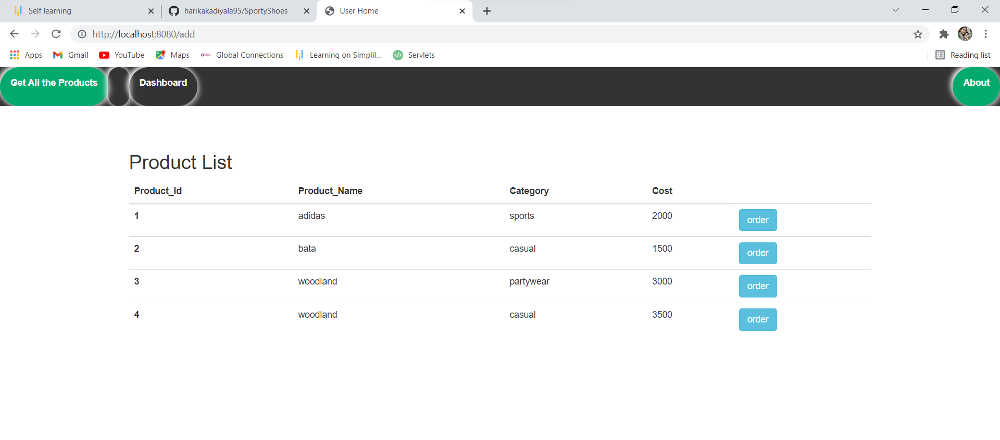 Self learning
harikakadiyala95/SportyShoes
User Home
http://localhost:8080/add
Apps
Gmail
YouTube
Maps
Global Connections
Learning on Simplil...
Servlets
Reading list
Get All the Products
Dashboard
About
Product List
Product_Id Product_Name Category Cost
1 adidas sports 2000 order
2 bata casual 1500 order
3 woodland partywear 3000 order
4 woodland casual 3500 order